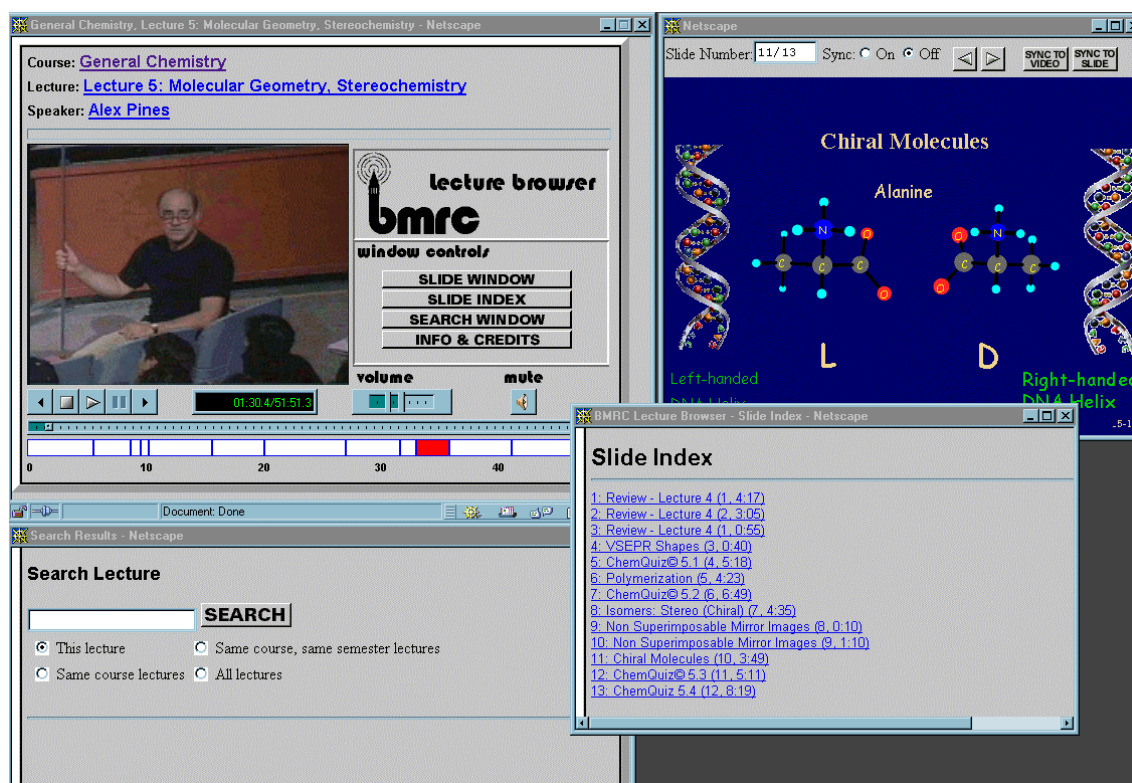 General Chemistry, Lecture 5: Molecular Geometry, Stereochemistry - Netscape
Course: General Chemistry
Lecture: Lecture 5: Molecular Geometry, Stereochemistry
Speaker: Alex Pines
lecture browser
bmrc
window controls
SLIDE WINDOW
SLIDE INDEX
SEARCH WINDOW
INFO & CREDITS
volume mute
01:30.4/51:51.3
0 10 20 30 40
Document: Done
Netscape
Slide Number: 11/13 Sync: On Off SYNC TO VIDEO SYNC TO SLIDE
Chiral Molecules
Alanine
N O O N
C C C C C C
O O
L D
Left-handed Right-handed
DNA Helix DNA Helix
Search Results - Netscape
Search Lecture
SEARCH
This lecture Same course, same semester lectures
Same course lectures All lectures
BMRC Lecture Browser - Slide Index - Netscape
Slide Index
1: Review - Lecture 4 (1, 4:17)
2: Review - Lecture 4 (2, 3:05)
3: Review - Lecture 4 (1, 0:55)
4: VSEPR Shapes (3, 0:40)
5: ChemQuiz© 5.1 (4, 5:18)
6: Polymerization (5, 4:23)
7: ChemQuiz© 5.2 (6, 6:49)
8: Isomers: Stereo (Chiral) (7, 4:35)
9: Non Superimposable Mirror Images (8, 0:10)
10: Non Superimposable Mirror Images (9, 1:10)
11: Chiral Molecules (10, 3:49)
12: ChemQuiz© 5.3 (11, 5:11)
13: ChemQuiz 5.4 (12, 8:19)